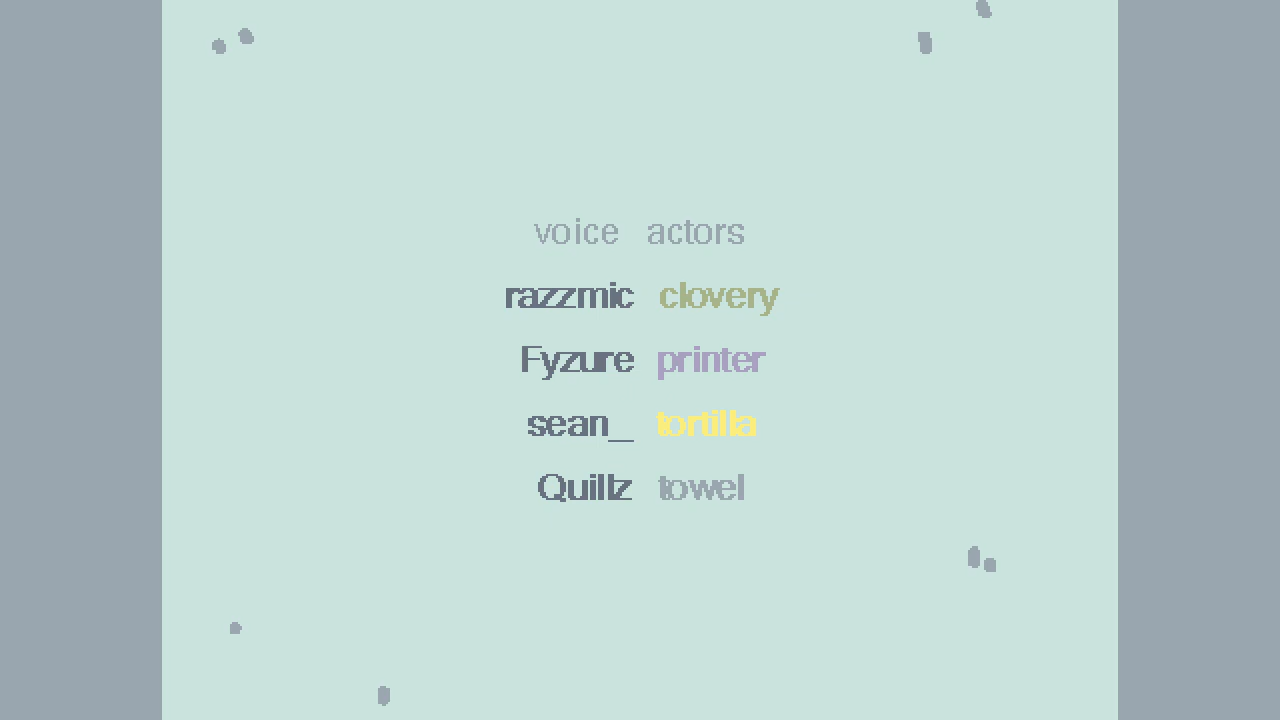 voice actors
razzmic clovery
Fyzure printer
sean_ tortilla
Quillz towel